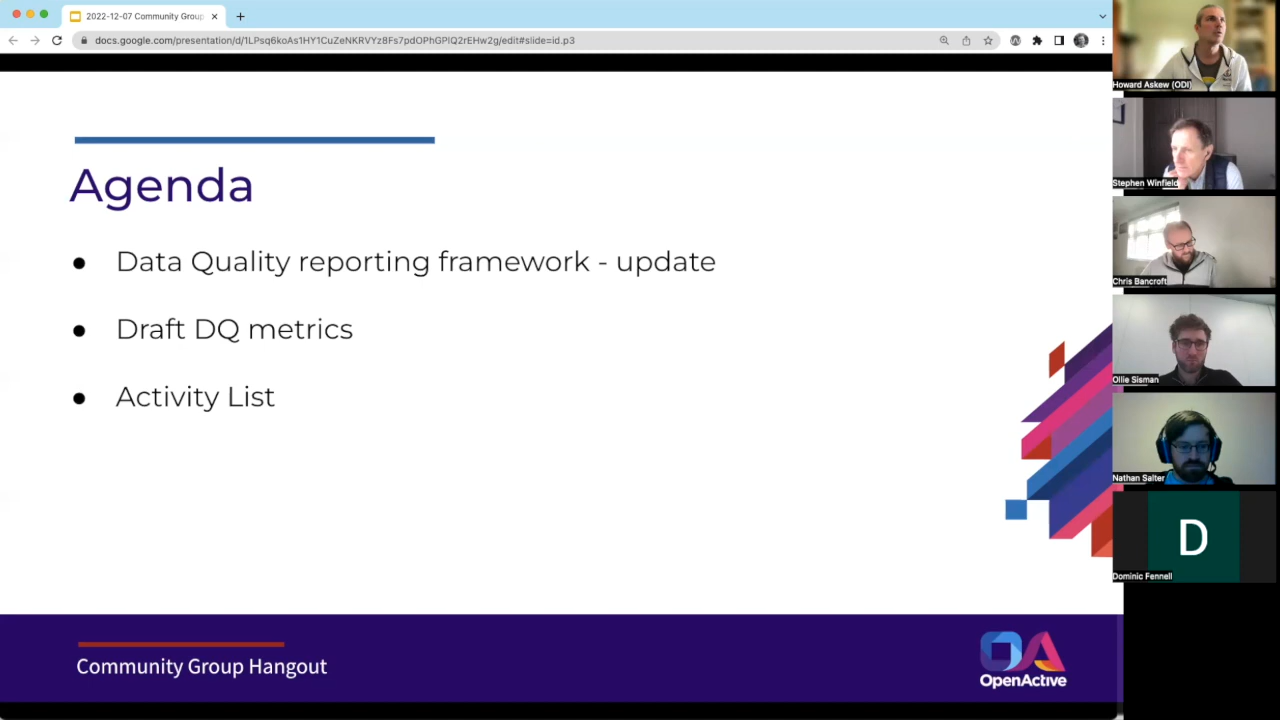 2022-12-07 Community Group
docs.google.com/presentation/d/1LPsq6koAs1HY1CuZeNKRVYz8Fs7pdOPhGPIQ2rEHw2g/edit#slide=id.p3
Agenda
Data Quality reporting framework - update
Draft DQ metrics
Activity List
Community Group Hangout
OpenActive
Howard Askew (ODI)
Stephen Winfield
Chris Bancroft
Ollie Sisman
Nathan Salter
D
Dominic Fennell